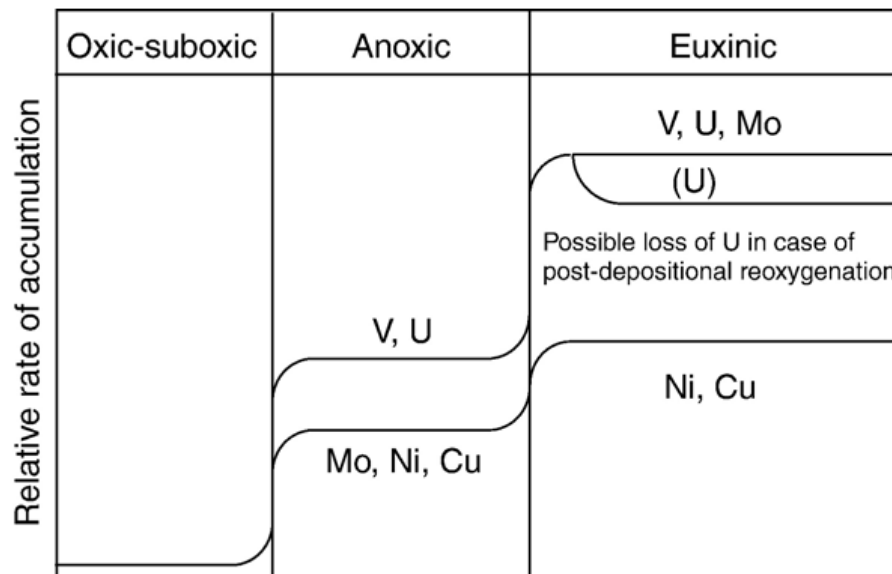 Oxic-suboxic
Anoxic
Euxinic
Relative rate of accumulation
V, U, Mo
(U)
Possible loss of U in case of
post-depositional reoxygenation
V, U
Mo, Ni, Cu
Ni, Cu